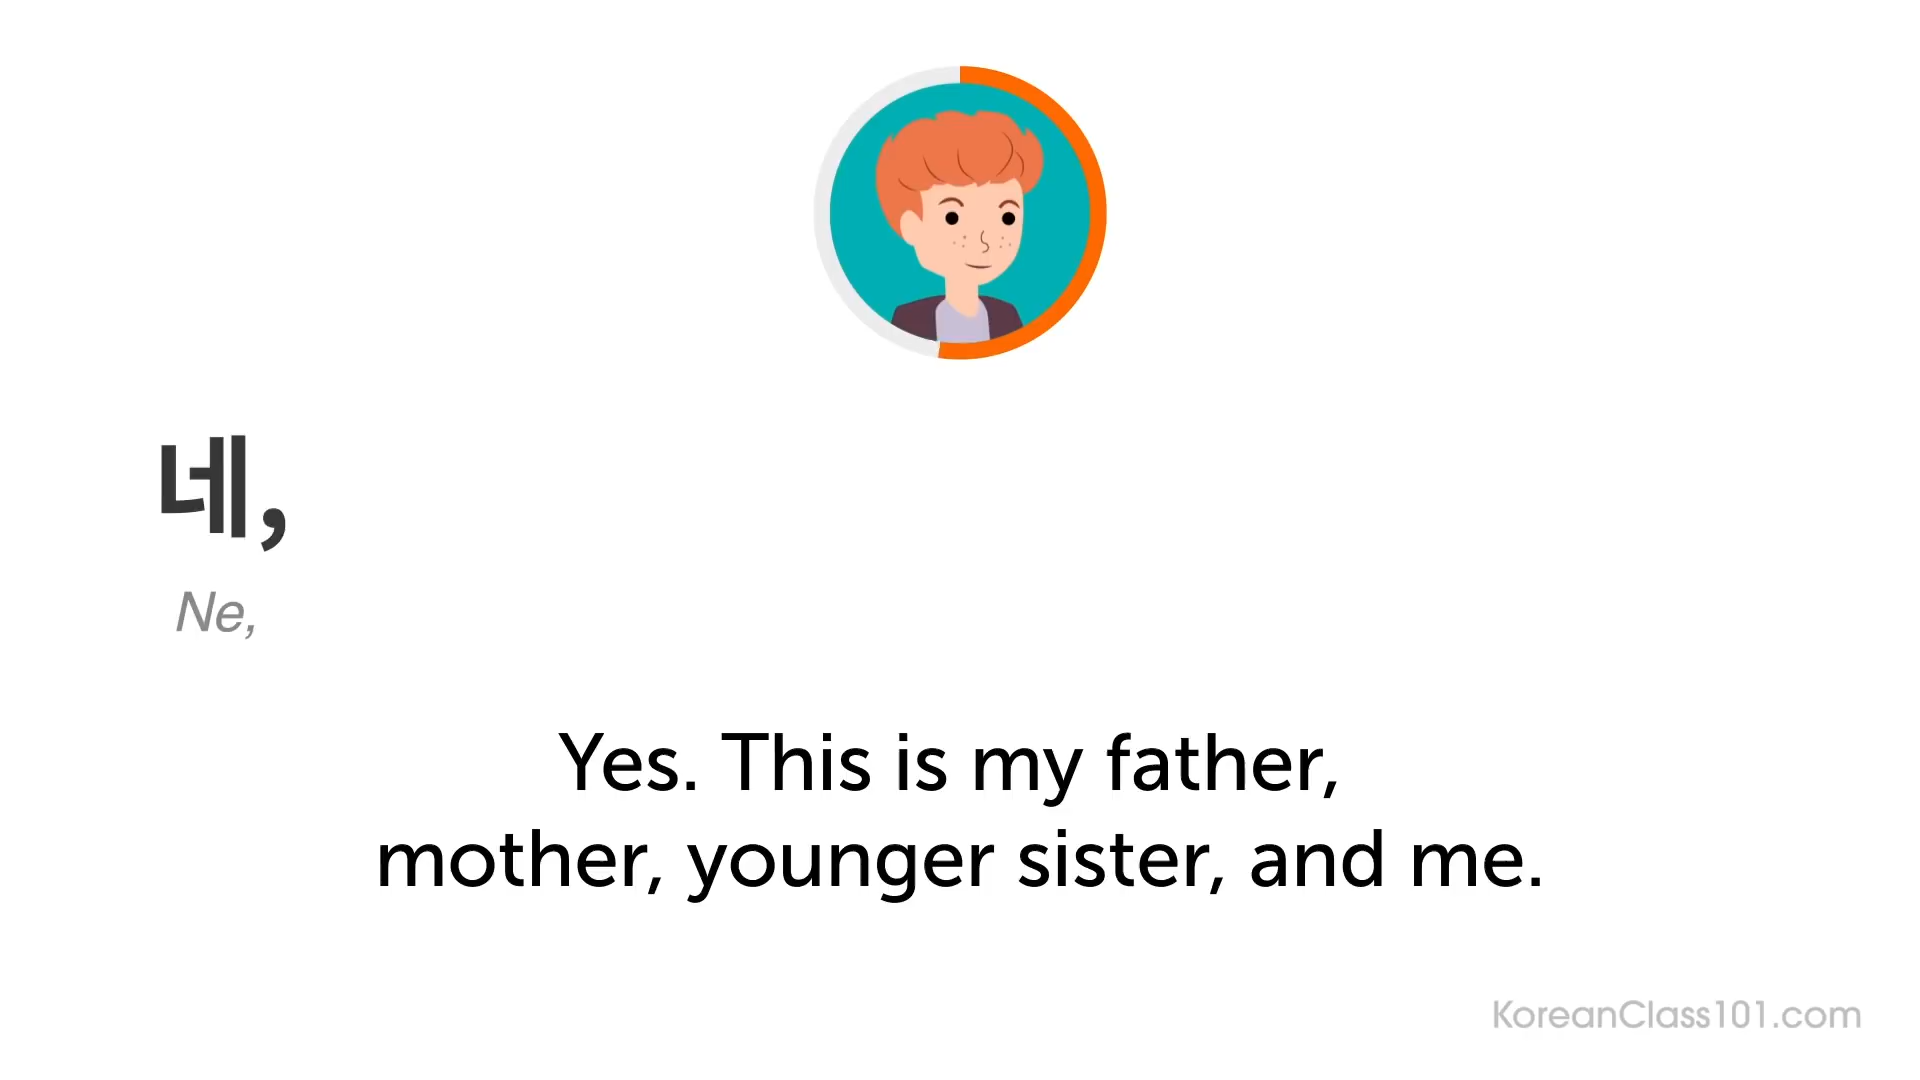 네,
Ne,
Yes. This is my father,
mother, younger sister, and me.
KoreanClass101.com